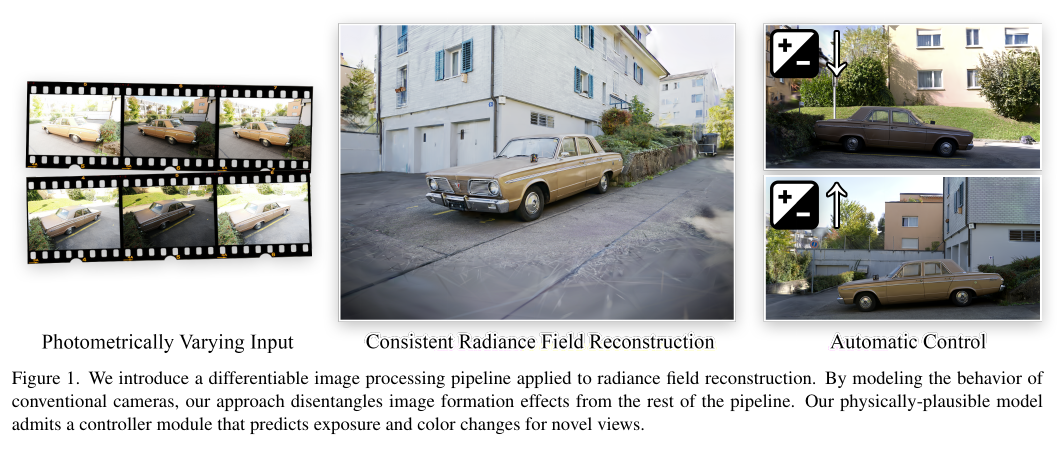 Photometrically Varying Input
Consistent Radiance Field Reconstruction
Automatic Control
Figure 1. We introduce a differentiable image processing pipeline applied to radiance field reconstruction. By modeling the behavior of
conventional cameras, our approach disentangles image formation effects from the rest of the pipeline. Our physically-plausible model
admits a controller module that predicts exposure and color changes for novel views.